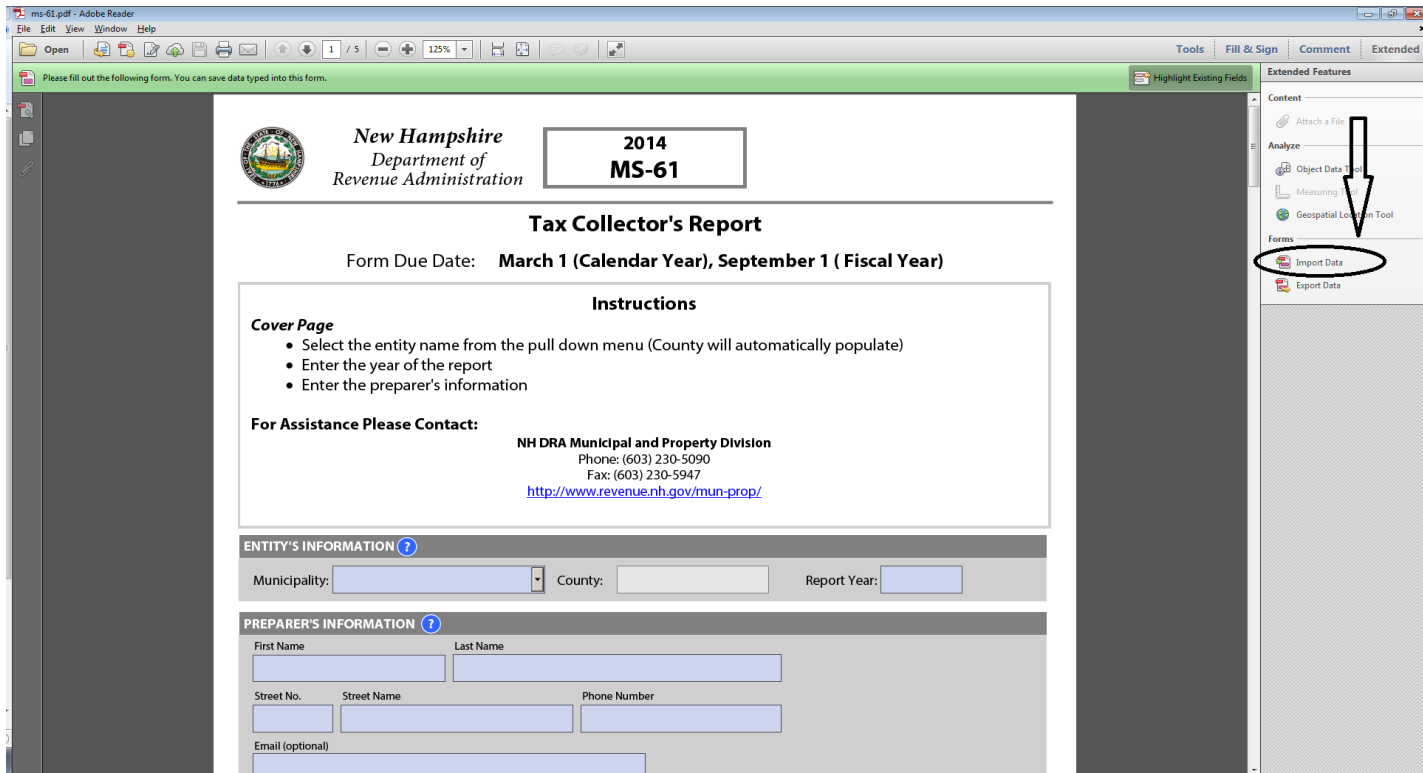 ms-61.pdf - Adobe Reader
File Edit View Window Help
Open 1 / 5 125% Tools Fill & Sign Comment Extended
Please fill out the following form. You can save data typed into this form. Highlight Existing Fields
Extended Features
Content
Attach a File
Analyze
Object Data Tool
Measuring Tool
Geospatial Location Tool
Forms
Import Data
Export Data
New Hampshire
Department of
Revenue Administration
2014
MS-61
Tax Collector's Report
Form Due Date: March 1 (Calendar Year), September 1 ( Fiscal Year)
Instructions
Cover Page
• Select the entity name from the pull down menu (County will automatically populate)
• Enter the year of the report
• Enter the preparer's information
For Assistance Please Contact:
NH DRA Municipal and Property Division
Phone: (603) 230-5090
Fax: (603) 230-5947
http://www.revenue.nh.gov/mun-prop/
ENTITY'S INFORMATION ?
Municipality: County: Report Year:
PREPARER'S INFORMATION ?
First Name Last Name
Street No. Street Name Phone Number
Email (optional)